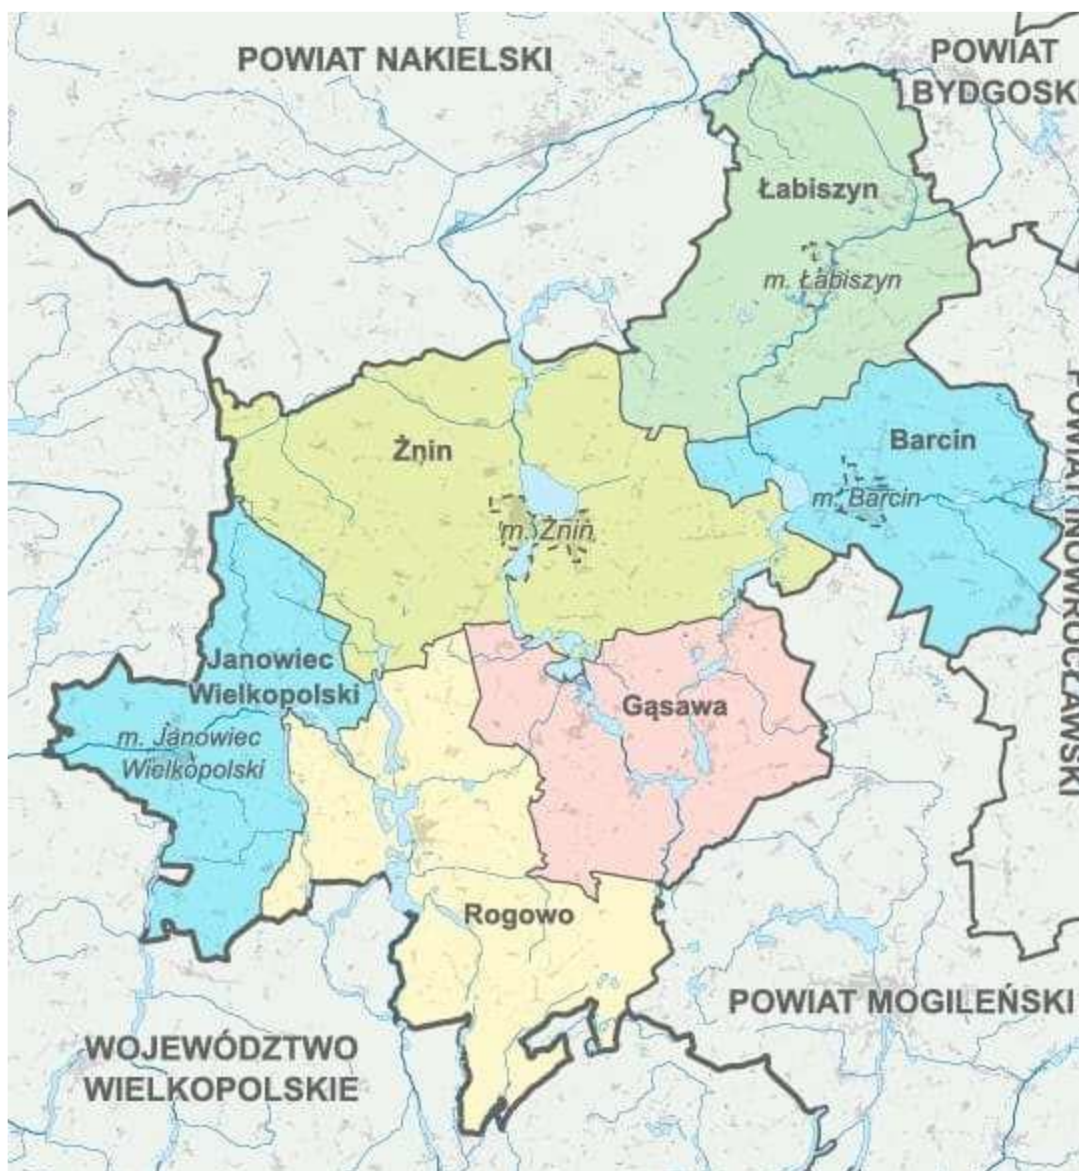 POWIAT NAKIELSKI
POWIAT
BYDGOSK
Łabiszyn
m. Łabiszyn
Żnin
Barcin
m. Barcin
m. Żnin
POWIAT INOWROCŁAWSKI
Janowiec
Wielkopolski
Gąsawa
m. Janowiec
Wielkopolski
Rogowo
POWIAT MOGILEŃSKI
WOJEWÓDZTWO
WIELKOPOLSKIE